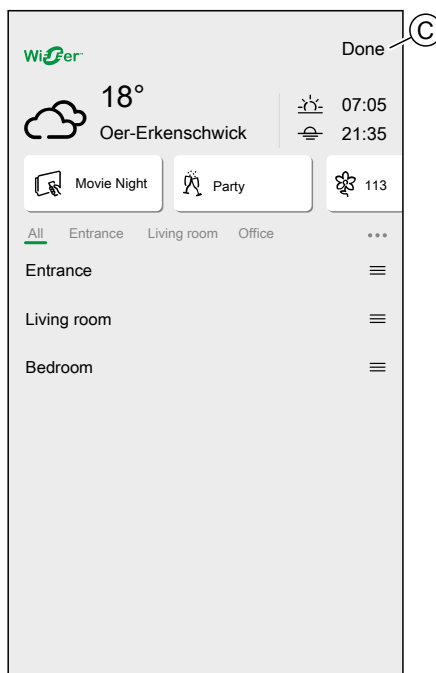 Wiser
Done
C
18°
Oer-Erkenschwick
07:05
21:35
Movie Night
Party
113
All Entrance Living room Office
Entrance
Living room
Bedroom